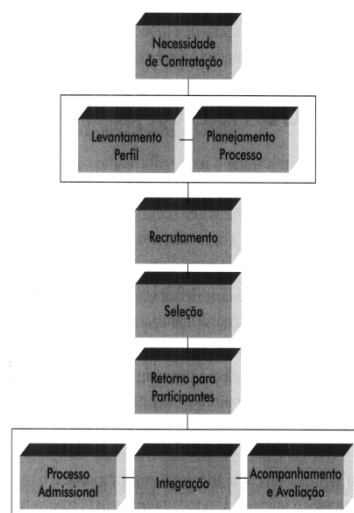 Necessidade
de Contratação
Levantamento
Perfil
Planejamento
Processo
Recrutamento
Seleção
Retorno para
Participantes
Processo
Admissional
Integração
Acompanhamento
e Avaliação